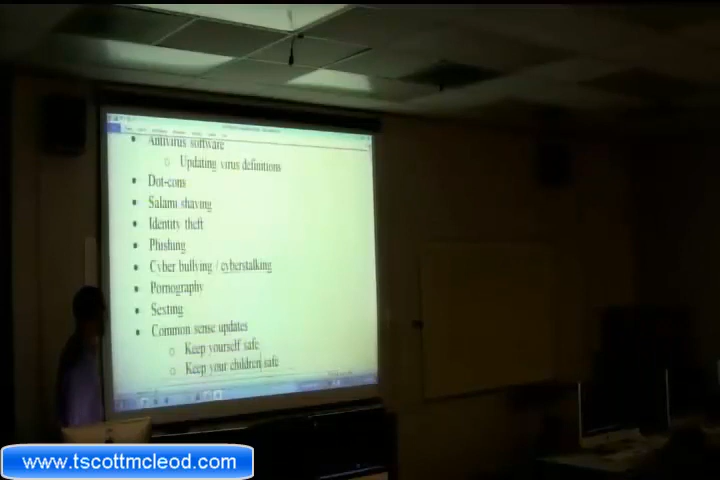 • Antivirus software
o Updating virus definitions
• Dot-cons
• Salami shaving
• Identity theft
• Phishing
• Cyber bullying / cyberstalking
• Pornography
• Sexting
• Common sense updates
o Keep yourself safe
o Keep your children safe
www.tscottmcleod.com